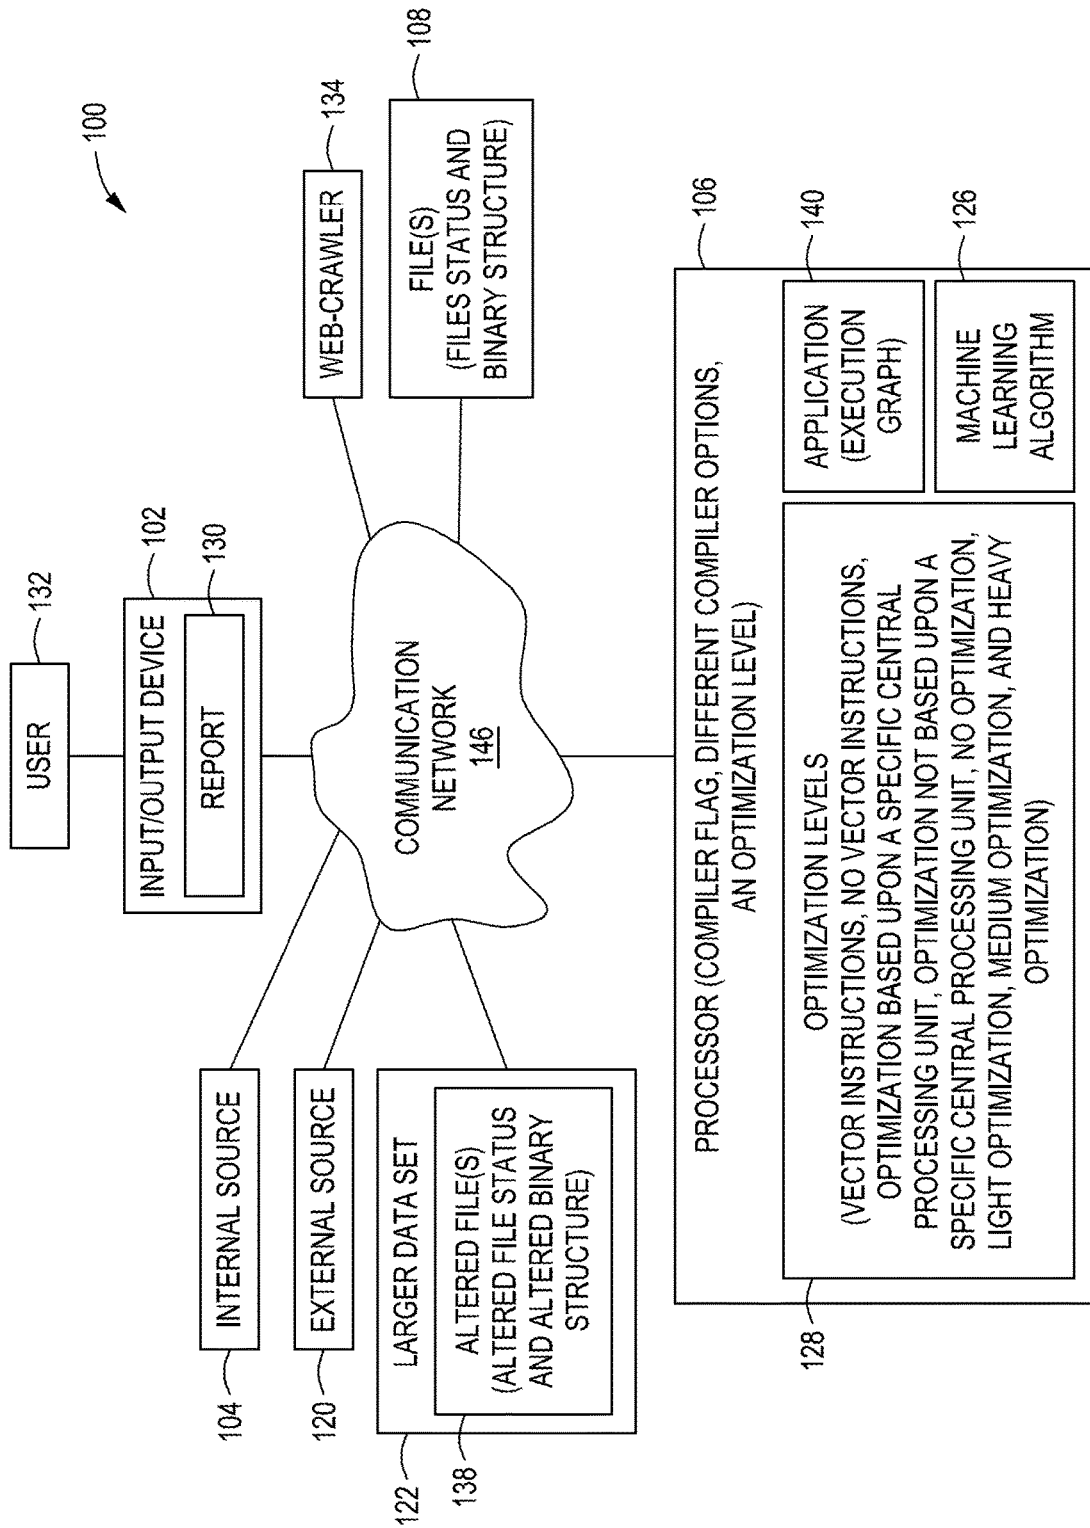 100
USER
132
INPUT/OUTPUT DEVICE
102
REPORT
130
INTERNAL SOURCE
104
EXTERNAL SOURCE
120
LARGER DATA SET
122
ALTERED FILE(S)
(ALTERED FILE STATUS
AND ALTERED BINARY
STRUCTURE)
138
COMMUNICATION
NETWORK
146
WEB-CRAWLER
134
FILE(S)
(FILES STATUS AND
BINARY STRUCTURE)
108
PROCESSOR (COMPILER FLAG, DIFFERENT COMPILER OPTIONS,
AN OPTIMIZATION LEVEL)
106
OPTIMIZATION LEVELS
(VECTOR INSTRUCTIONS, NO VECTOR INSTRUCTIONS,
OPTIMIZATION BASED UPON A SPECIFIC CENTRAL
PROCESSING UNIT, OPTIMIZATION NOT BASED UPON A
SPECIFIC CENTRAL PROCESSING UNIT, NO OPTIMIZATION,
LIGHT OPTIMIZATION, MEDIUM OPTIMIZATION, AND HEAVY
OPTIMIZATION)
128
APPLICATION
(EXECUTION
GRAPH)
140
MACHINE
LEARNING
ALGORITHM
126